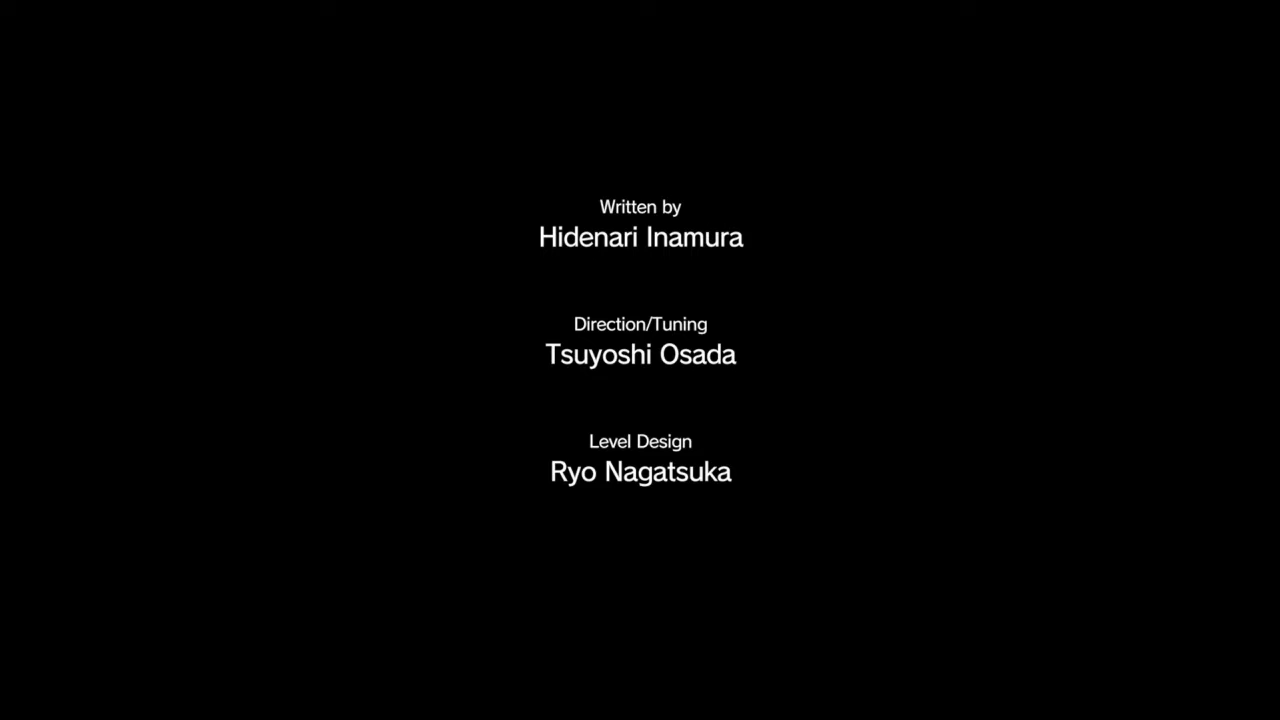 Written by
Hidenari Inamura
Direction/Tuning
Tsuyoshi Osada
Level Design
Ryo Nagatsuka